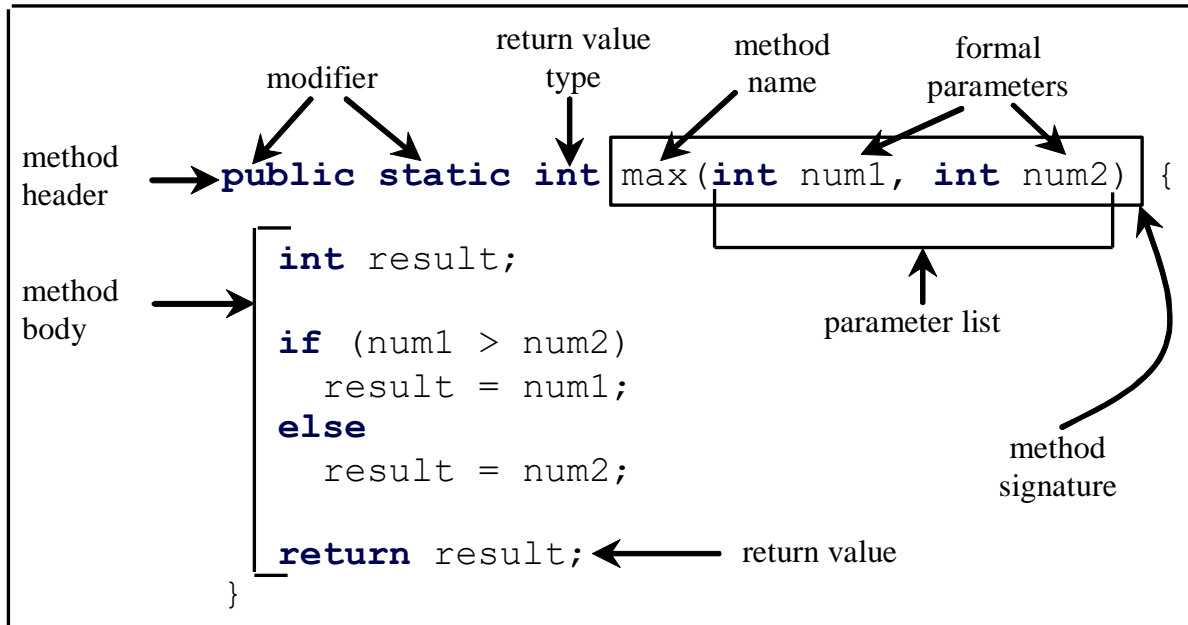 return value
type
method
name
formal
parameters
modifier
method
header
public static int max(int num1, int num2) {
method
body
int result;
parameter list
if (num1 > num2)
result = num1;
else
result = num2;
method
signature
return result;
return value
}